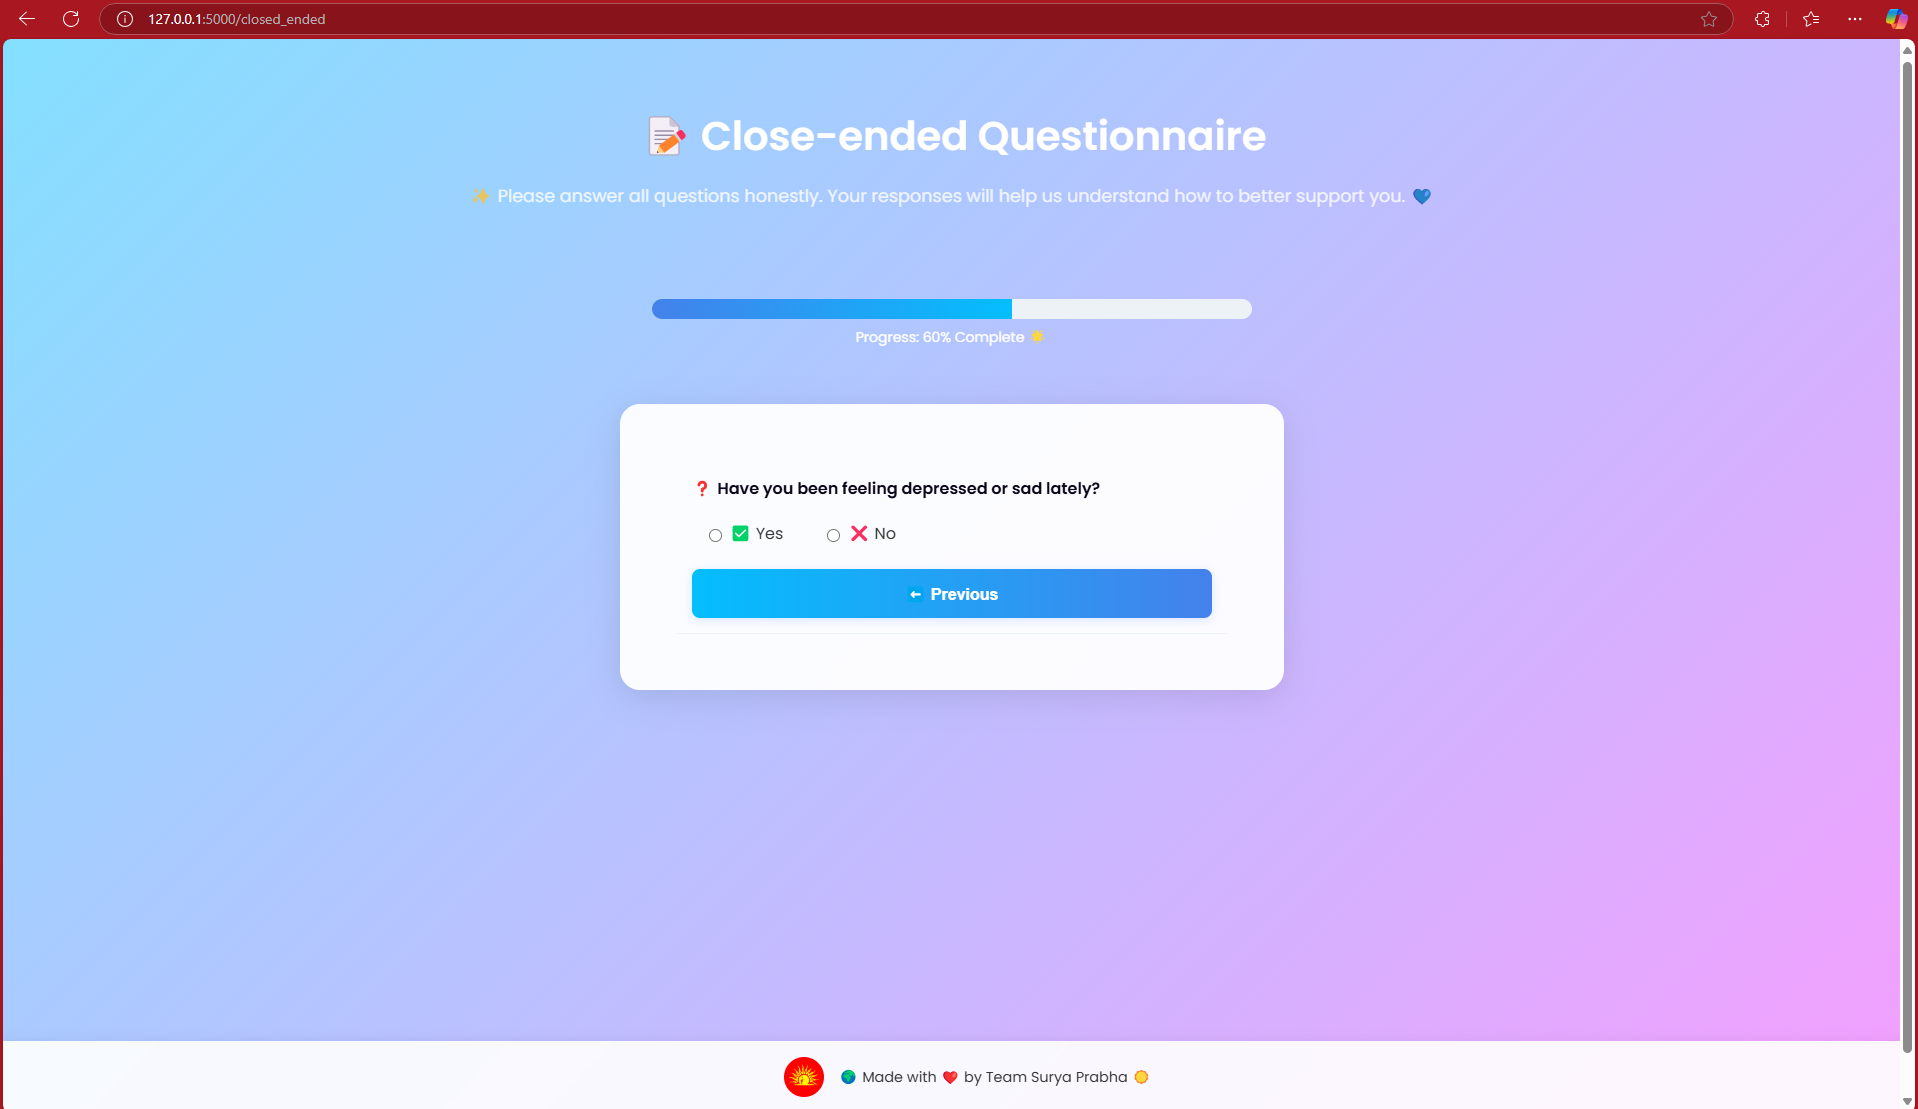 127.0.0.1:5000/closed_ended
📝 Close-ended Questionnaire
✨ Please answer all questions honestly. Your responses will help us understand how to better support you. 💙
Progress: 60% Complete 🌟
❓ Have you been feeling depressed or sad lately?
✅ Yes ❌ No
⬅️ Previous
🌍 Made with ❤️ by Team Surya Prabha 🌞